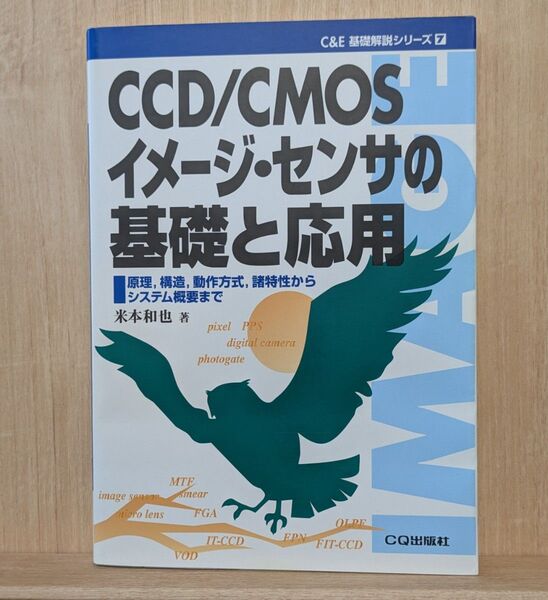 C&E 基礎解説シリーズ7
CCD/CMOS
イメージ・センサの
基礎と応用
原理, 構造, 動作方式, 諸特性から
システム概要まで
米本和也 著
IMAGE
pixel PPS
digital camera
photogate
MTF
image sensor smear
micro lens FGA
OLPF
IT-CCD FPN FIT-CCD
VOD
CQ出版社